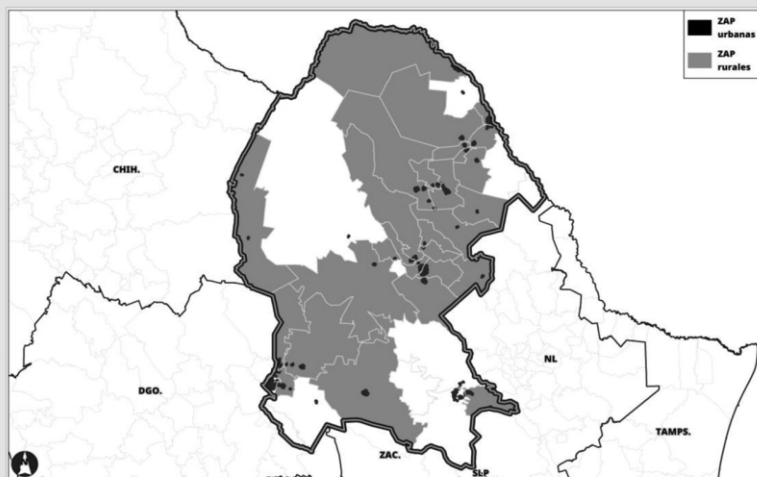 ZAP
urbanas
ZAP
rurales
CHIH.
NL
DGO.
TAMPS.
ZAC.
SLP